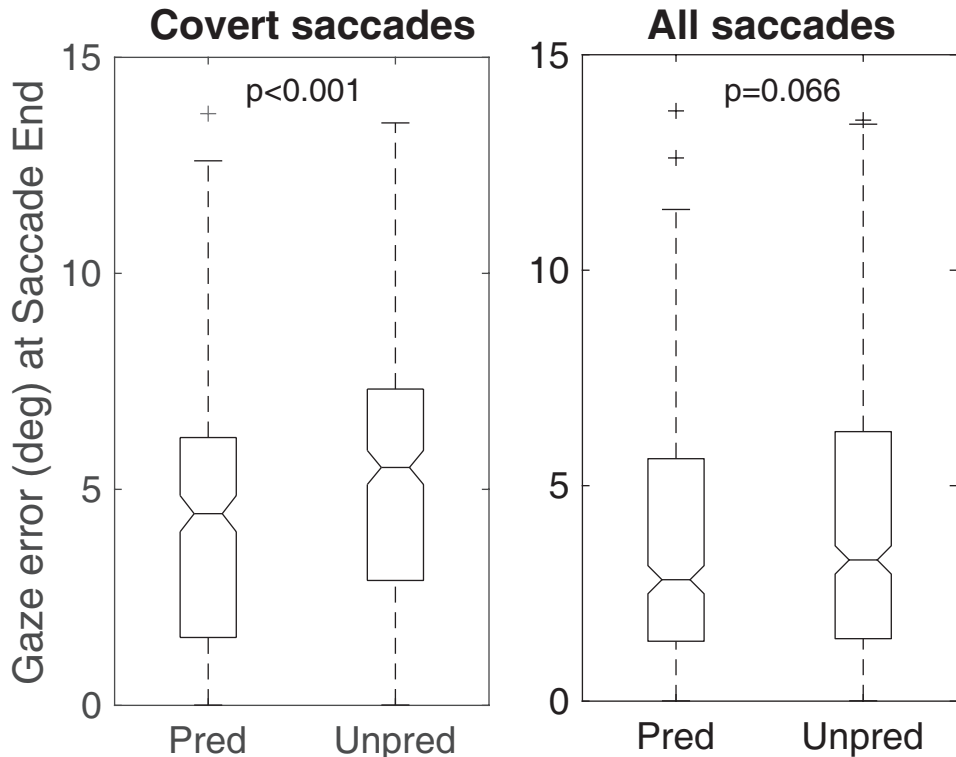 Covert saccades
All saccades
Gaze error (deg) at Saccade End
15
10
5
0
p<0.001
Pred
Unpred
15
10
5
0
p=0.066
Pred
Unpred